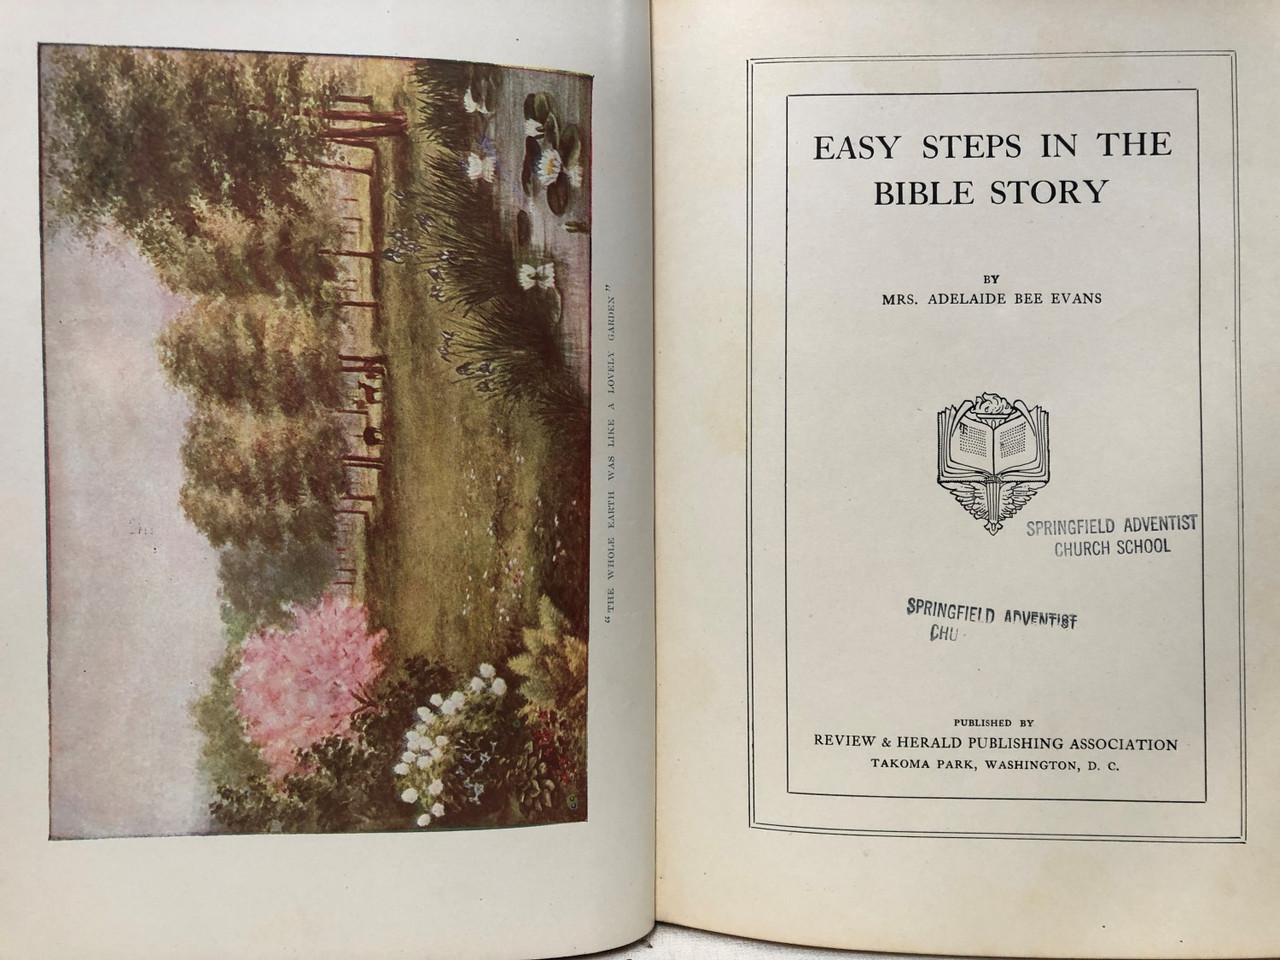 "THE WHOLE EARTH WAS LIKE A LOVELY GARDEN"
EASY STEPS IN THE
BIBLE STORY
BY
MRS. ADELAIDE BEE EVANS
SPRINGFIELD ADVENTIST
CHURCH SCHOOL
SPRINGFIELD ADVENTIST
CHU
PUBLISHED BY
REVIEW & HERALD PUBLISHING ASSOCIATION
TAKOMA PARK, WASHINGTON, D. C.